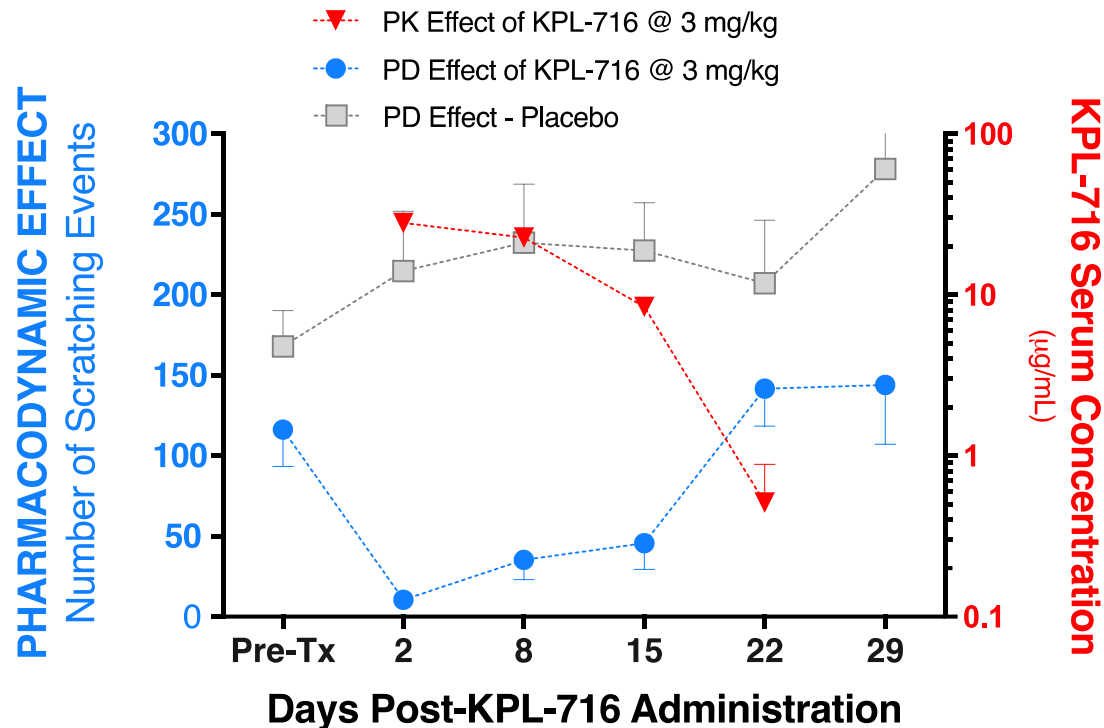 PK Effect of KPL-716 @ 3 mg/kg
PD Effect of KPL-716 @ 3 mg/kg
PD Effect - Placebo
PHARMACODYNAMIC EFFECT
Number of Scratching Events
300
250
200
150
100
50
0
100
10
1
0.1
KPL-716 Serum Concentration
(μg/mL)
Pre-Tx 2 8 15 22 29
Days Post-KPL-716 Administration